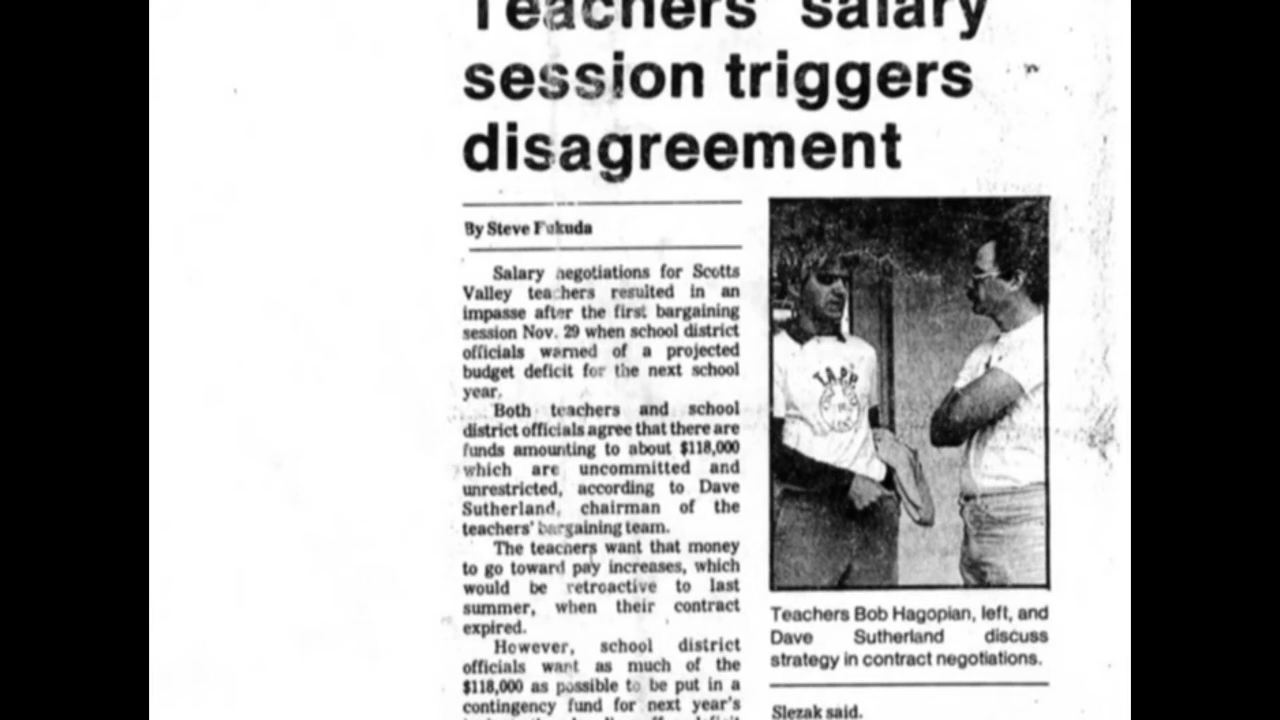 Teachers' salary
session triggers
disagreement
By Steve Fukuda
Salary negotiations for Scotts
Valley teachers resulted in an
impasse after the first bargaining
session Nov. 29 when school district
officials warned of a projected
budget deficit for the next school
year.
Both teachers and school
district officials agree that there are
funds amounting to about $118,000
which are uncommitted and
unrestricted, according to Dave
Sutherland, chairman of the
teachers' bargaining team.
The teachers want that money
to go toward pay increases, which
would be retroactive to last
summer, when their contract
expired.
However, school district
officials want as much of the
$118,000 as possible to be put in a
contingency fund for next year's
TAPP
Teachers Bob Hagopian, left, and
Dave Sutherland discuss
strategy in contract negotiations.
Slezak said.